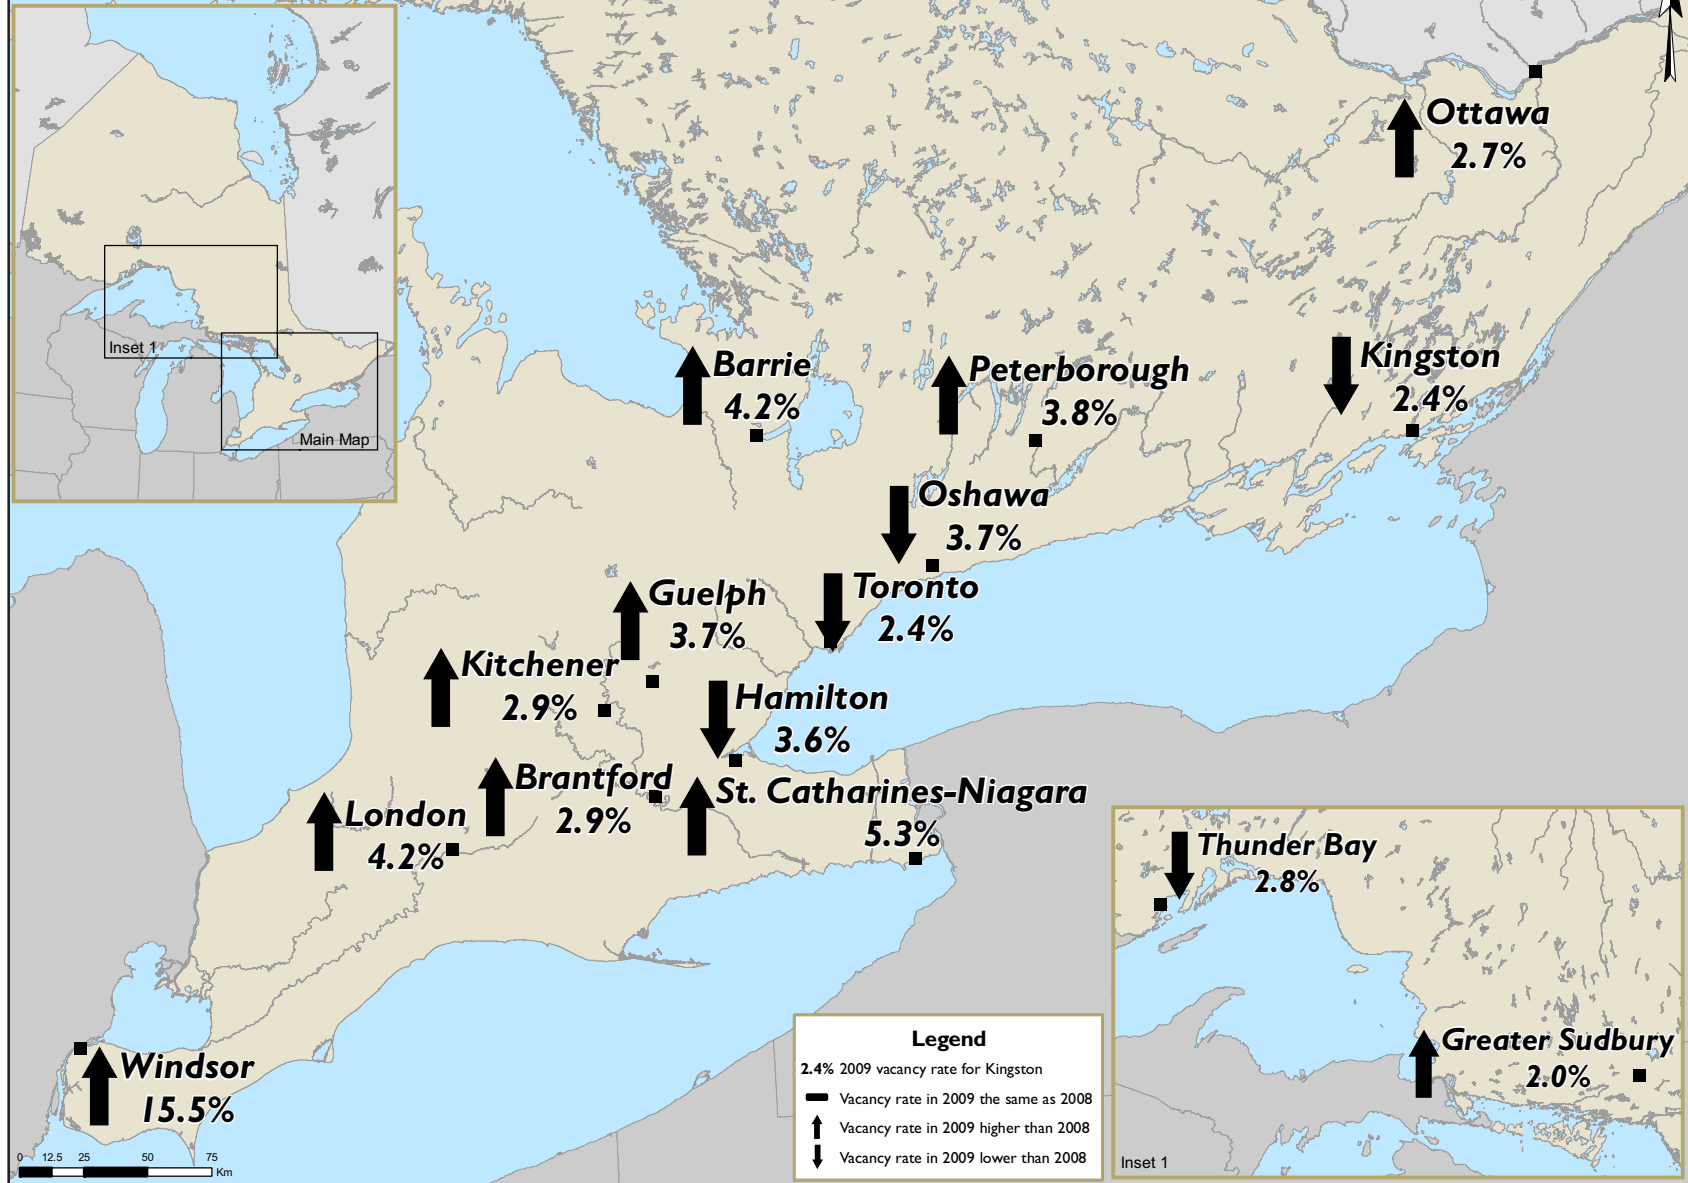 Ottawa
2.7%
Inset 1
Main Map
Barrie
4.2%
Peterborough
3.8%
Kingston
2.4%
Oshawa
3.7%
Toronto
2.4%
Guelph
3.7%
Kitchener
2.9%
Hamilton
3.6%
Brantford
2.9%
St. Catharines-Niagara
5.3%
London
4.2%
Windsor
15.5%
0 12.5 25 50 75
Km
Legend
2.4% 2009 vacancy rate for Kingston
Vacancy rate in 2009 the same as 2008
Vacancy rate in 2009 higher than 2008
Vacancy rate in 2009 lower than 2008
Thunder Bay
2.8%
Greater Sudbury
2.0%
Inset 1